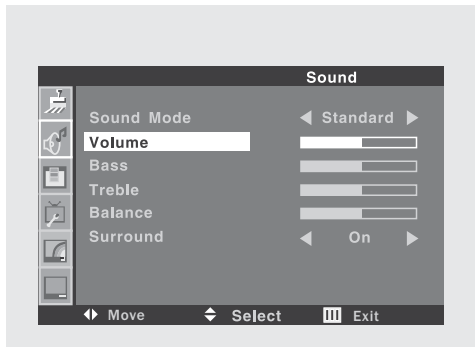 Sound
Sound Mode ◀ Standard ▶
Volume
Bass
Treble
Balance
Surround ◀ On ▶
Move Select Exit